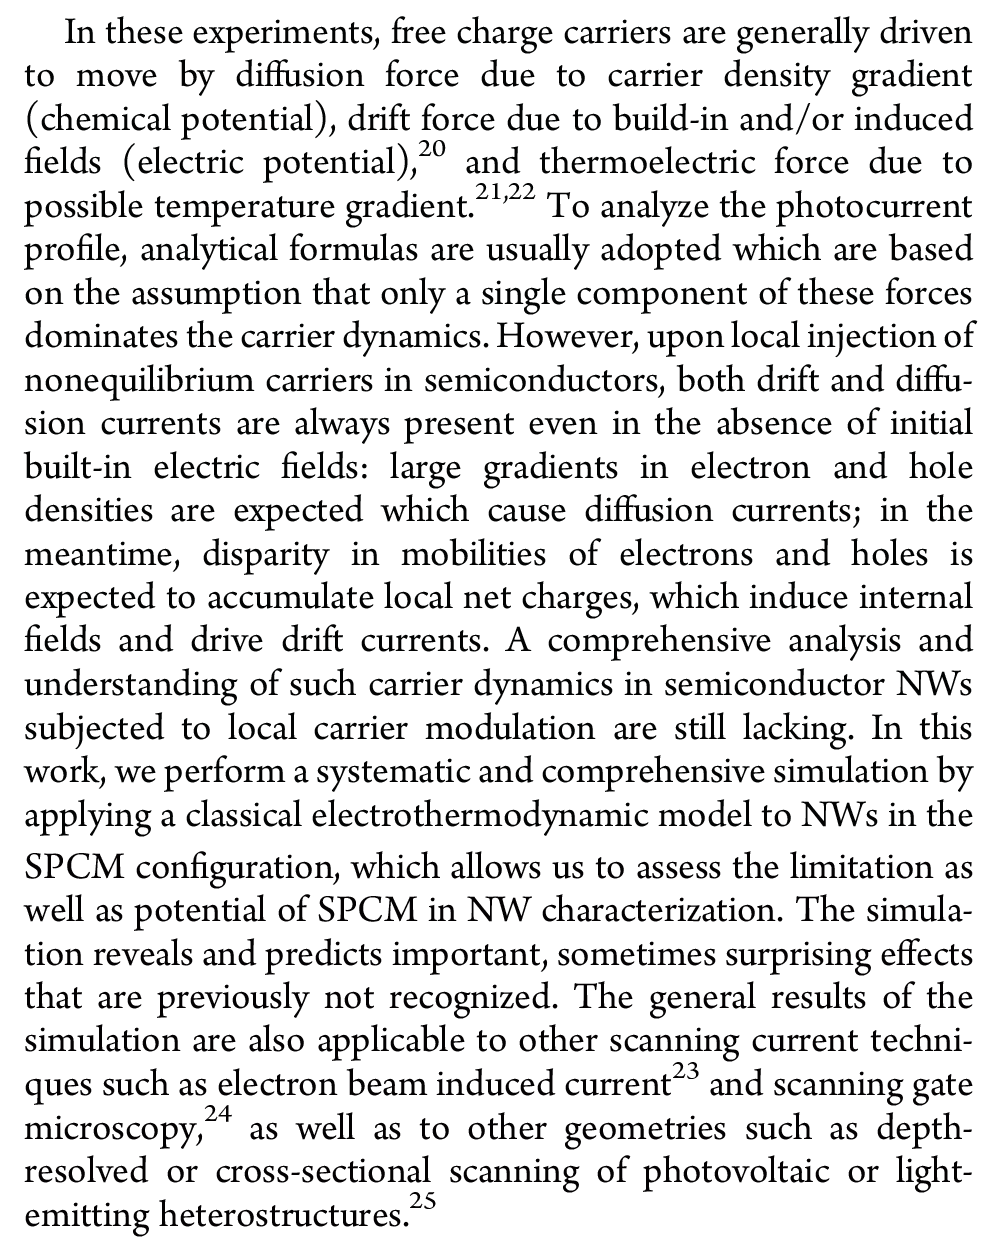 In these experiments, free charge carriers are generally driven
to move by diffusion force due to carrier density gradient
(chemical potential), drift force due to build-in and/or induced
fields (electric potential),20 and thermoelectric force due to
possible temperature gradient.21,22 To analyze the photocurrent
profile, analytical formulas are usually adopted which are based
on the assumption that only a single component of these forces
dominates the carrier dynamics. However, upon local injection of
nonequilibrium carriers in semiconductors, both drift and diffu-
sion currents are always present even in the absence of initial
built-in electric fields: large gradients in electron and hole
densities are expected which cause diffusion currents; in the
meantime, disparity in mobilities of electrons and holes is
expected to accumulate local net charges, which induce internal
fields and drive drift currents. A comprehensive analysis and
understanding of such carrier dynamics in semiconductor NWs
subjected to local carrier modulation are still lacking. In this
work, we perform a systematic and comprehensive simulation by
applying a classical electrothermodynamic model to NWs in the
SPCM configuration, which allows us to assess the limitation as
well as potential of SPCM in NW characterization. The simula-
tion reveals and predicts important, sometimes surprising effects
that are previously not recognized. The general results of the
simulation are also applicable to other scanning current techni-
ques such as electron beam induced current23 and scanning gate
microscopy,24 as well as to other geometries such as depth-
resolved or cross-sectional scanning of photovoltaic or light-
emitting heterostructures.25